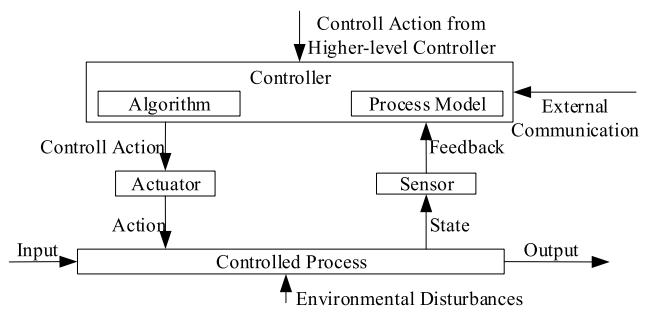 Controll Action from
Higher-level Controller
Controller
Algorithm
Process Model
External
Communication
Controll Action
Feedback
Actuator
Sensor
Action
State
Input
Controlled Process
Output
Environmental Disturbances